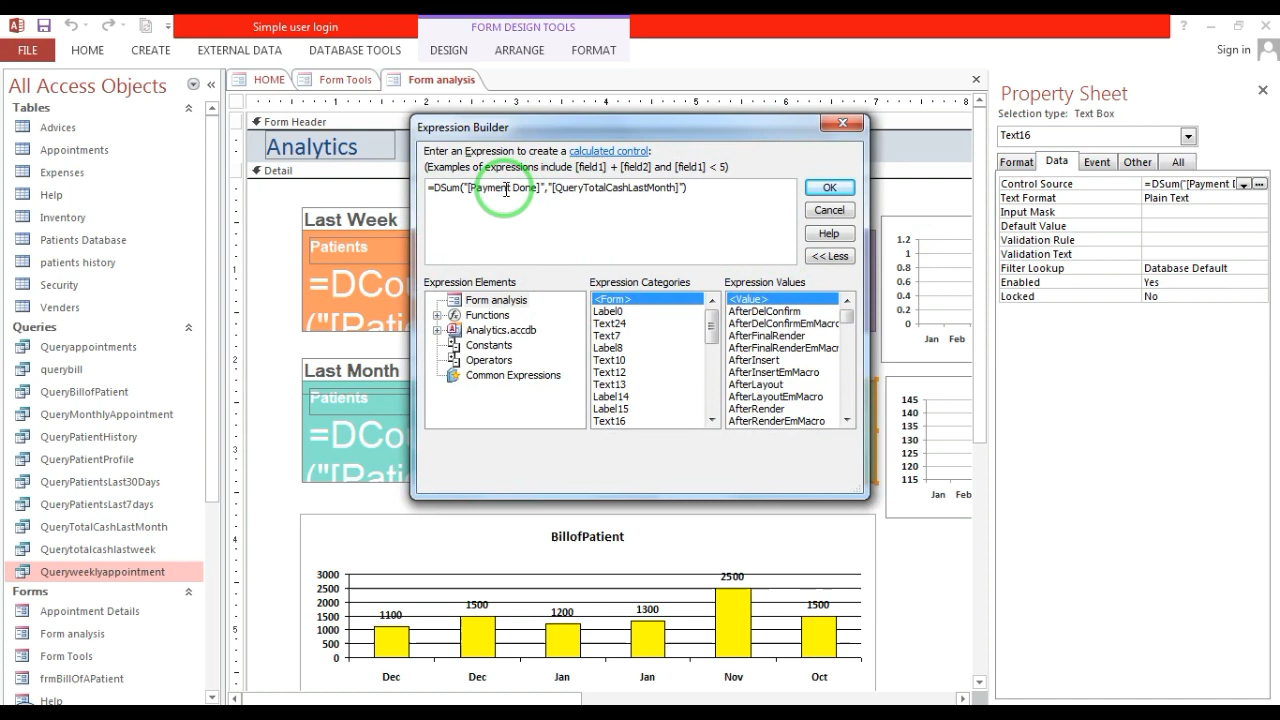 Simple user login
FORM DESIGN TOOLS
FILE
HOME
CREATE
EXTERNAL DATA
DATABASE TOOLS
DESIGN
ARRANGE
FORMAT
Sign in
All Access Objects
Tables
Advices
Appointments
Expenses
Help
Inventory
Patients Database
patients history
Security
Venders
Queries
Queryappointments
querybill
QueryBillofPatient
QueryMonthlyAppointment
QueryPatientHistory
QueryPatientProfile
QueryPatientsLast30Days
QueryPatientsLast7days
QueryTotalCashLastMonth
Querytotalcashlastweek
Queryweeklyappointment
Forms
Appointment Details
Form analysis
Form Tools
frmBillOfAPatient
Help
HOME
Form Tools
Form analysis
Form Header
Analytics
Detail
Last Week
Patients
=DCou
("[Patie
Last Month
Patients
=DCou
("[Patie
Expression Builder
Enter an Expression to create a calculated control:
(Examples of expressions include [field1] + [field2] and [field1] < 5)
=DSum("[Payment Done]","[QueryTotalCashLastMonth]")
OK
Cancel
Help
<< Less
Expression Elements
Form analysis
Functions
Analytics.accdb
Constants
Operators
Common Expressions
Expression Categories
<Form>
Label0
Text24
Text7
Label8
Text10
Text12
Text13
Label14
Label15
Text16
Expression Values
<Value>
AfterDelConfirm
AfterDelConfirmEmMacro
AfterFinalRender
AfterFinalRenderEmMacr
AfterInsert
AfterInsertEmMacro
AfterLayout
AfterLayoutEmMacro
AfterRender
AfterRenderEmMacro
1.2
1
0.8
0.6
0.4
0.2
0
Jan Feb
145
140
135
130
125
120
115
Jan Feb
BillofPatient
3000
2500
2000
1500
1000
500
0
1100
1500
1200
1300
2500
1500
Dec Dec Jan Jan Nov Oct
Property Sheet
Selection type: Text Box
Text16
Format Data Event Other All
Control Source =DSum("[Payment [
Text Format Plain Text
Input Mask
Default Value
Validation Rule
Validation Text
Filter Lookup Database Default
Enabled Yes
Locked No